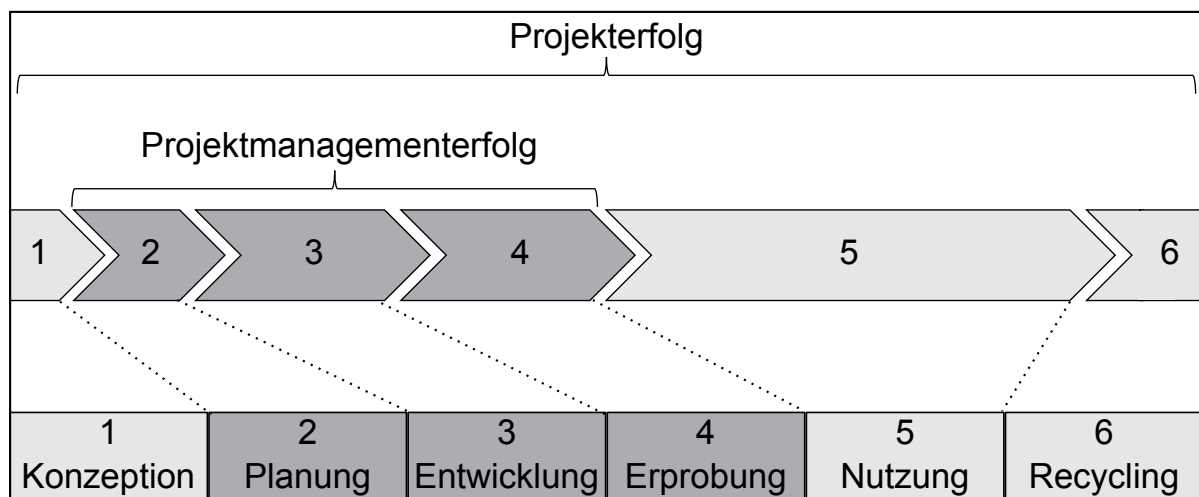 Projekterfolg
Projektmanagementerfolg
1 2 3 4 5 6
1 2 3 4 5 6
Konzeption Planung Entwicklung Erprobung Nutzung Recycling